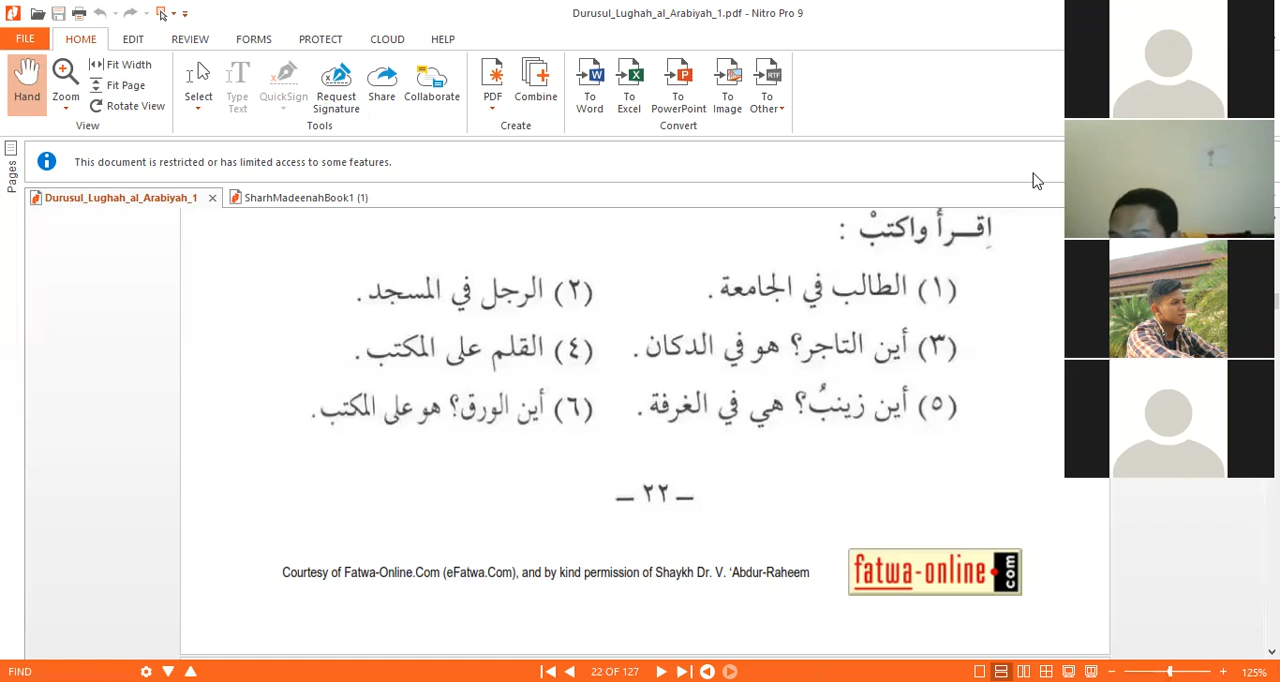 Durusul_Lughah_al_Arabiyah_1.pdf - Nitro Pro 9
FILE HOME EDIT REVIEW FORMS PROTECT CLOUD HELP
Hand
Zoom
Fit Width
Fit Page
Rotate View
View
Select
Type Text
QuickSign
Request Signature
Share
Collaborate
Tools
PDF
Combine
Create
To Word
To Excel
To PowerPoint
To Image
To Other
Convert
Pages
This document is restricted or has limited access to some features.
Durusul_Lughah_al_Arabiyah_1
SharhMadeenahBook1 (1)
اِقـــرأ واكتبْ :
(١) الطالب في الجامعة . (٢) الرجل في المسجد .
(٣) أين التاجر؟ هو في الدكان . (٤) القلم على المكتب .
(٥) أين زينبُ؟ هي في الغرفة . (٦) أين الورق؟ هو على المكتب .
– ٢٢ –
Courtesy of Fatwa-Online.Com (eFatwa.Com), and by kind permission of Shaykh Dr. V. ‘Abdur-Raheem
fatwa-online.com
FIND
22 OF 127
125%